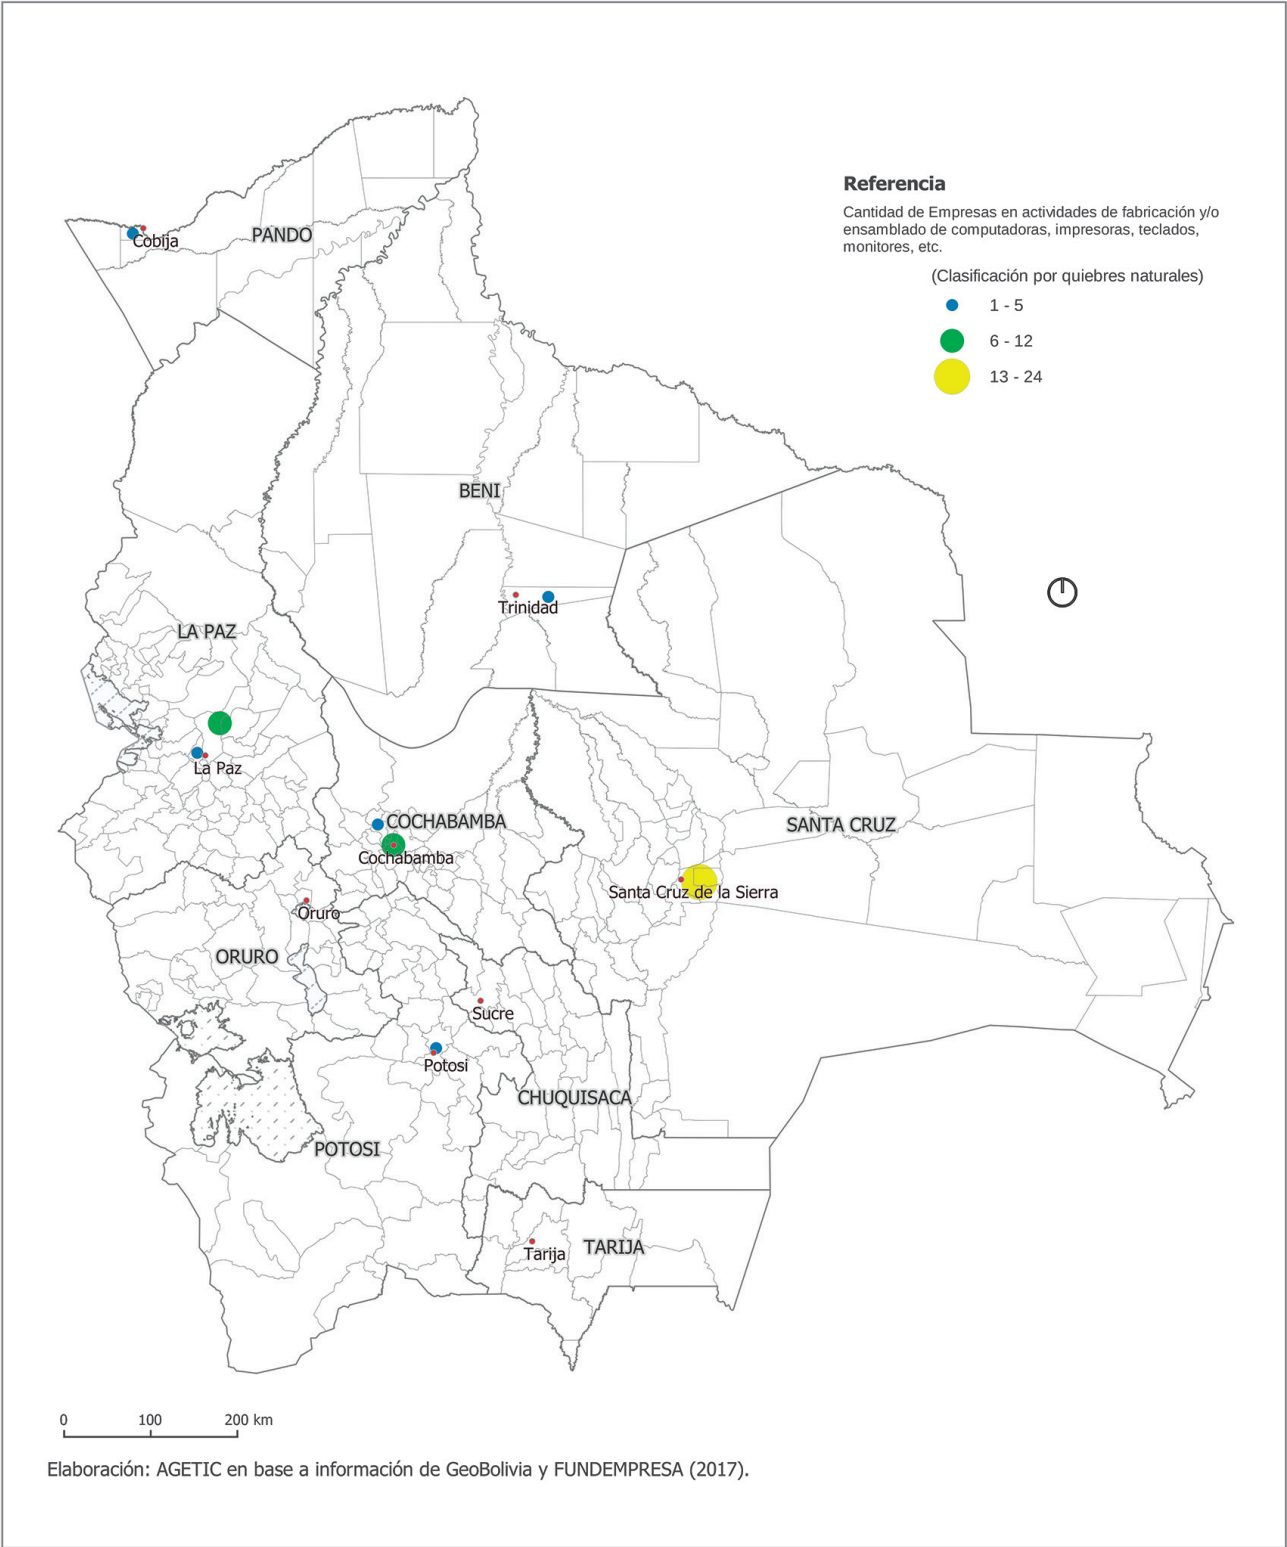 Referencia
Cantidad de Empresas en actividades de fabricación y/o
ensamblado de computadoras, impresoras, teclados,
monitores, etc.
(Clasificación por quiebres naturales)
1 - 5
6 - 12
13 - 24
Cobija
PANDO
BENI
Trinidad
LA PAZ
La Paz
COCHABAMBA
Cochabamba
SANTA CRUZ
Santa Cruz de la Sierra
Oruro
ORURO
Sucre
Potosi
CHUQUISACA
POTOSI
Tarija
TARIJA
0 100 200 km
Elaboración: AGETIC en base a información de GeoBolivia y FUNDEMPRESA (2017).